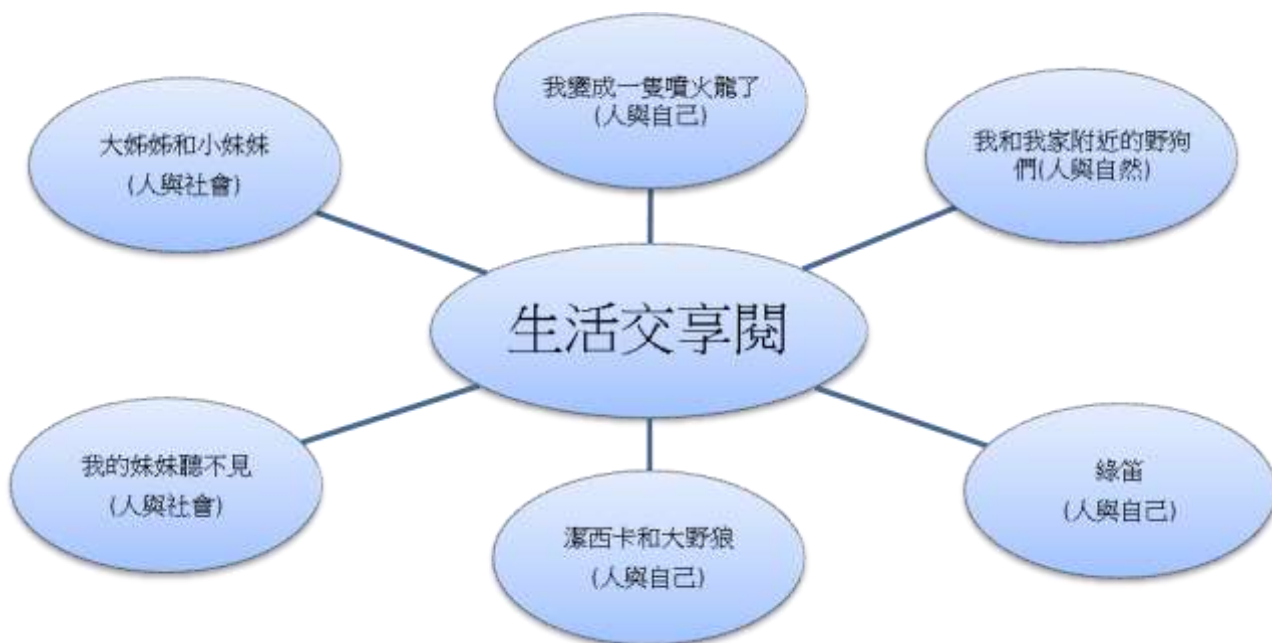 我變成一隻噴火龍了
(人與自己)
大姊姊和小妹妹
(人與社會)
我和我家附近的野狗
們(人與自然)
生活交享閱
我的妹妹聽不見
(人與社會)
綠笛
(人與自己)
潔西卡和大野狼
(人與自己)